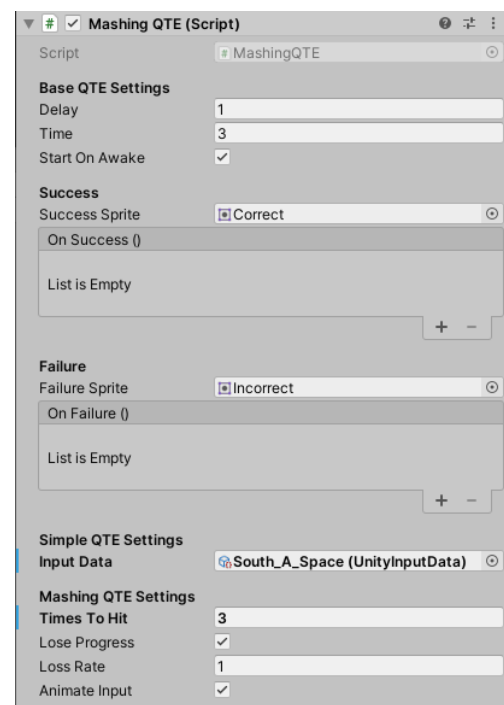 # Mashing QTE (Script)
Script # MashingQTE
Base QTE Settings
Delay 1
Time 3
Start On Awake
Success
Success Sprite Correct
On Success ()
List is Empty
+ −
Failure
Failure Sprite Incorrect
On Failure ()
List is Empty
+ −
Simple QTE Settings
Input Data South_A_Space (UnityInputData)
Mashing QTE Settings
Times To Hit 3
Lose Progress
Loss Rate 1
Animate Input